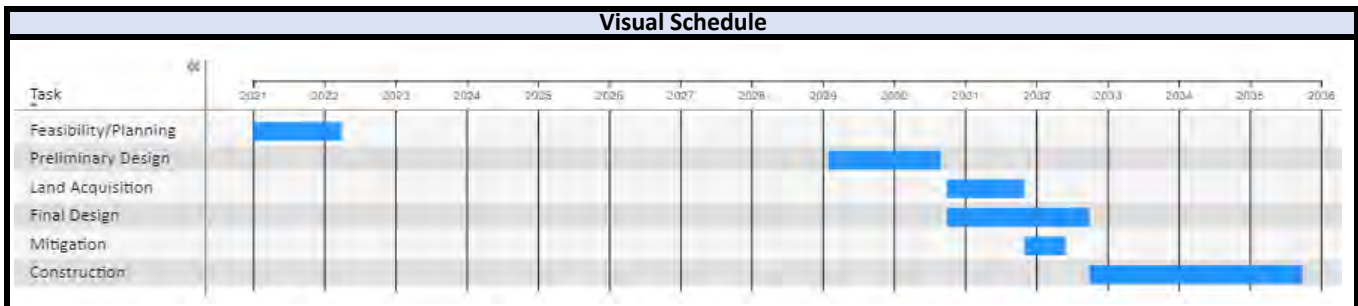 Visual Schedule
«
Task 2021 2022 2023 2024 2025 2026 2027 2028 2029 2030 2031 2032 2033 2034 2035 2036
Feasibility/Planning
Preliminary Design
Land Acquisition
Final Design
Mitigation
Construction